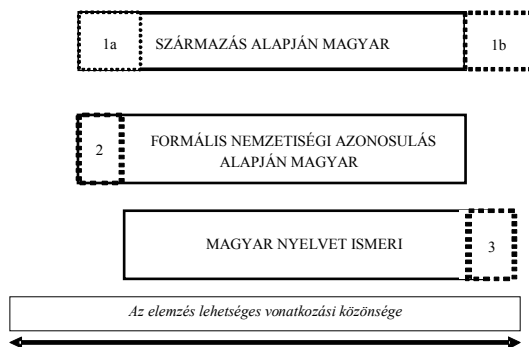 1a
SZÁRMAZÁS ALAPJÁN MAGYAR
1b
2
FORMÁLIS NEMZETISÉGI AZONOSULÁS
ALAPJÁN MAGYAR
MAGYAR NYELVET ISMERI
3
Az elemzés lehetséges vonatkozási közönsége